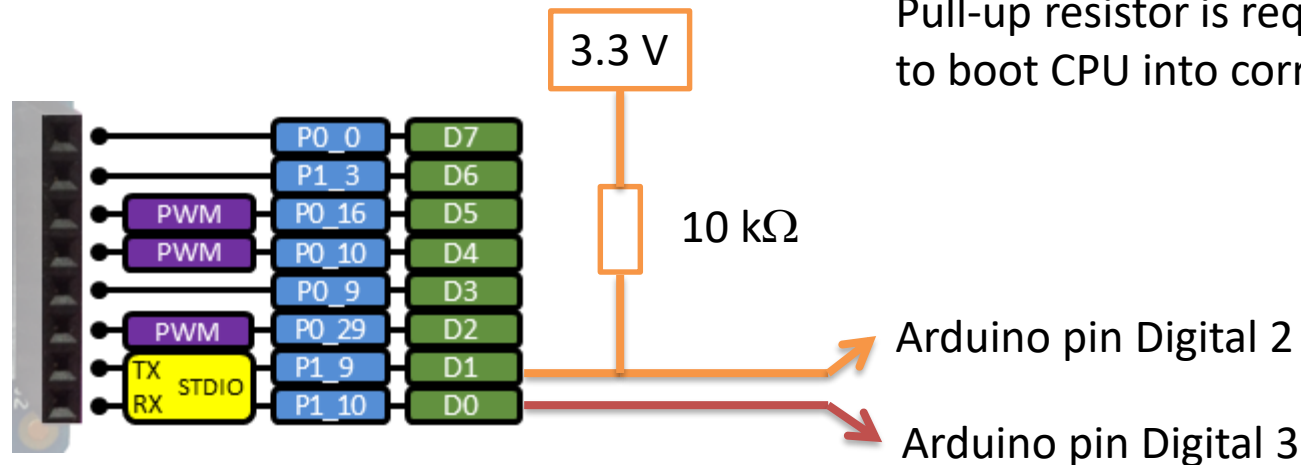 Pull-up resistor is
to boot CPU into
3.3 V
P0_0 D7
P1_3 D6
PWM P0_16 D5
10 kΩ
PWM P0_10 D4
P0_9 D3
PWM P0_29 D2
Arduino pin Digital 2
TX STDIO P1_9 D1
RX P1_10 D0
Arduino pin Digital 3